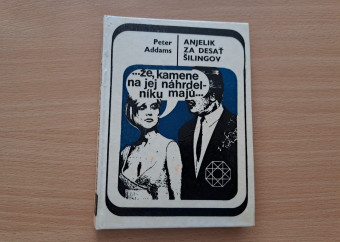 Peter
Addams
ANJELIK
ZA DESAŤ
ŠILINGOV
...že kamene
na jej náhrdel-
níku majú...